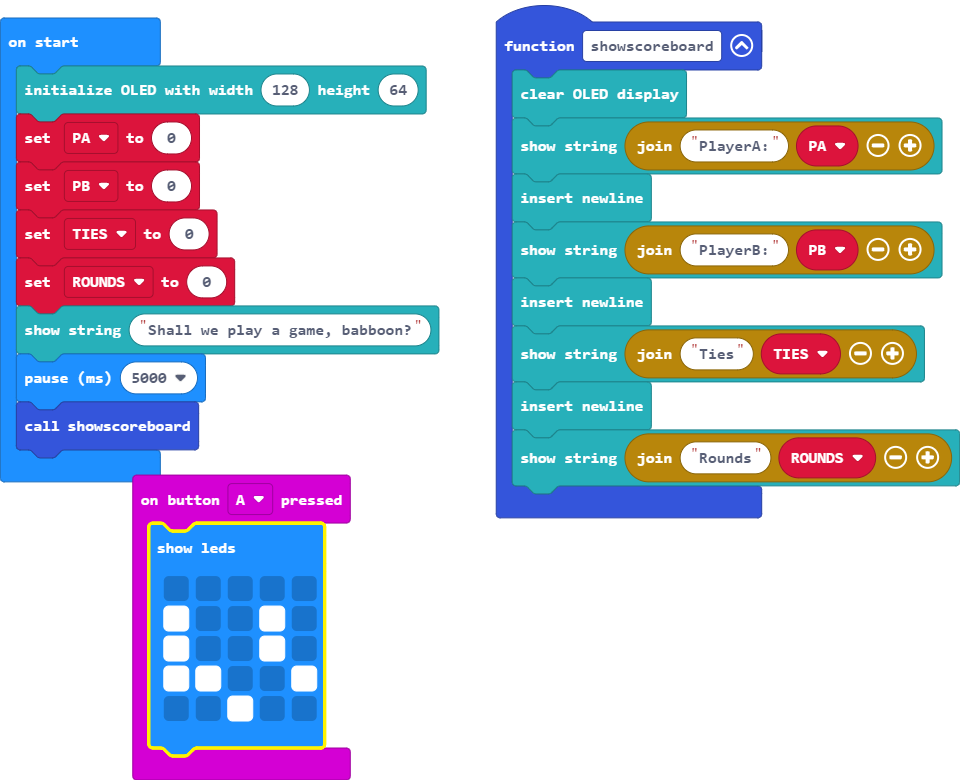 on start
initialize OLED with width 128 height 64
set PA to 0
set PB to 0
set TIES to 0
set ROUNDS to 0
show string "Shall we play a game, babboon?"
pause (ms) 5000
call showscoreboard
on button A pressed
show leds
function showscoreboard
clear OLED display
show string join "PlayerA:" PA
insert newline
show string join "PlayerB:" PB
insert newline
show string join "Ties" TIES
insert newline
show string join "Rounds" ROUNDS